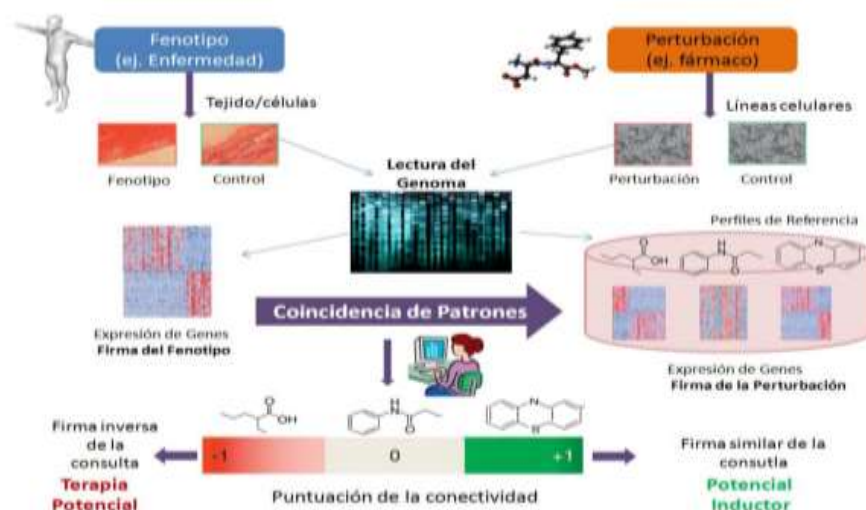 Fenotipo
(ej. Enfermedad)
Perturbación
(ej. fármaco)
Tejido/células
Líneas celulares
Fenotipo
Control
Lectura del
Genoma
Perturbación
Control
Perfiles de Referencia
Coincidencia de Patrones
Expresión de Genes
Firma del Fenotipo
Expresión de Genes
Firma de la Perturbación
Firma inversa
de la
consulta
Terapia
Potencial
-1
0
+1
Puntuación de la conectividad
Firma similar de la
consutla
Potencial
Inductor